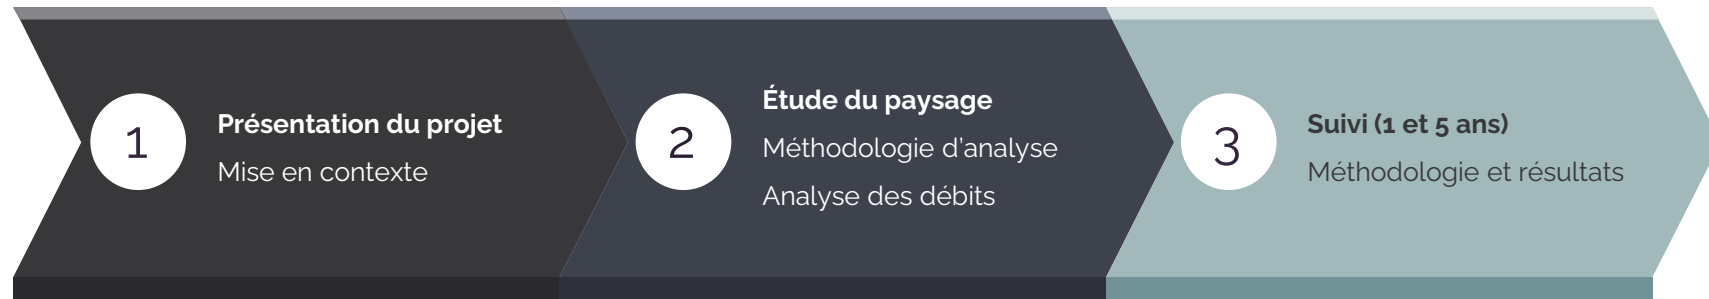 1
Présentation du projet
Mise en contexte
2
Étude du paysage
Méthodologie d’analyse
Analyse des débits
3
Suivi (1 et 5 ans)
Méthodologie et résultats